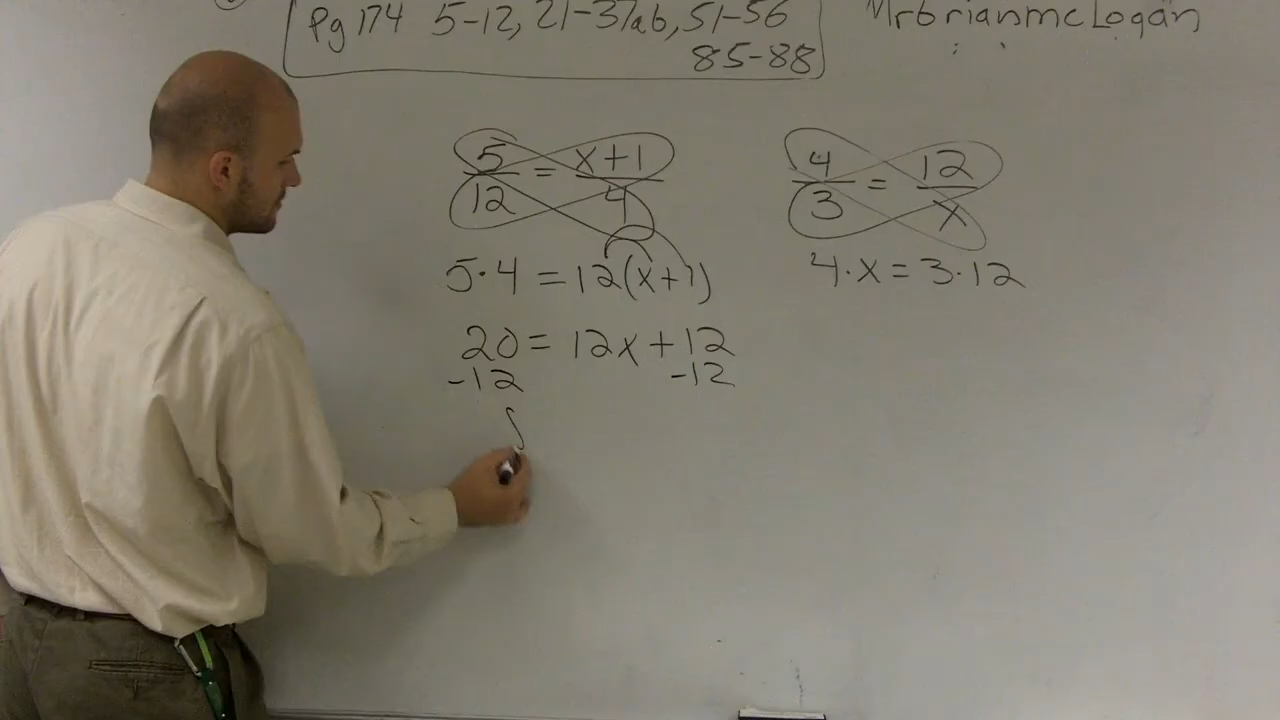 Pg 174 5-12, 21-37ab, 51-56
85-88
MrbrianmcLogan
5/12 = x+1/4
5·4 = 12(x+1)
20 = 12x + 12
-12 -12
4/3 = 12/x
4·x = 3·12